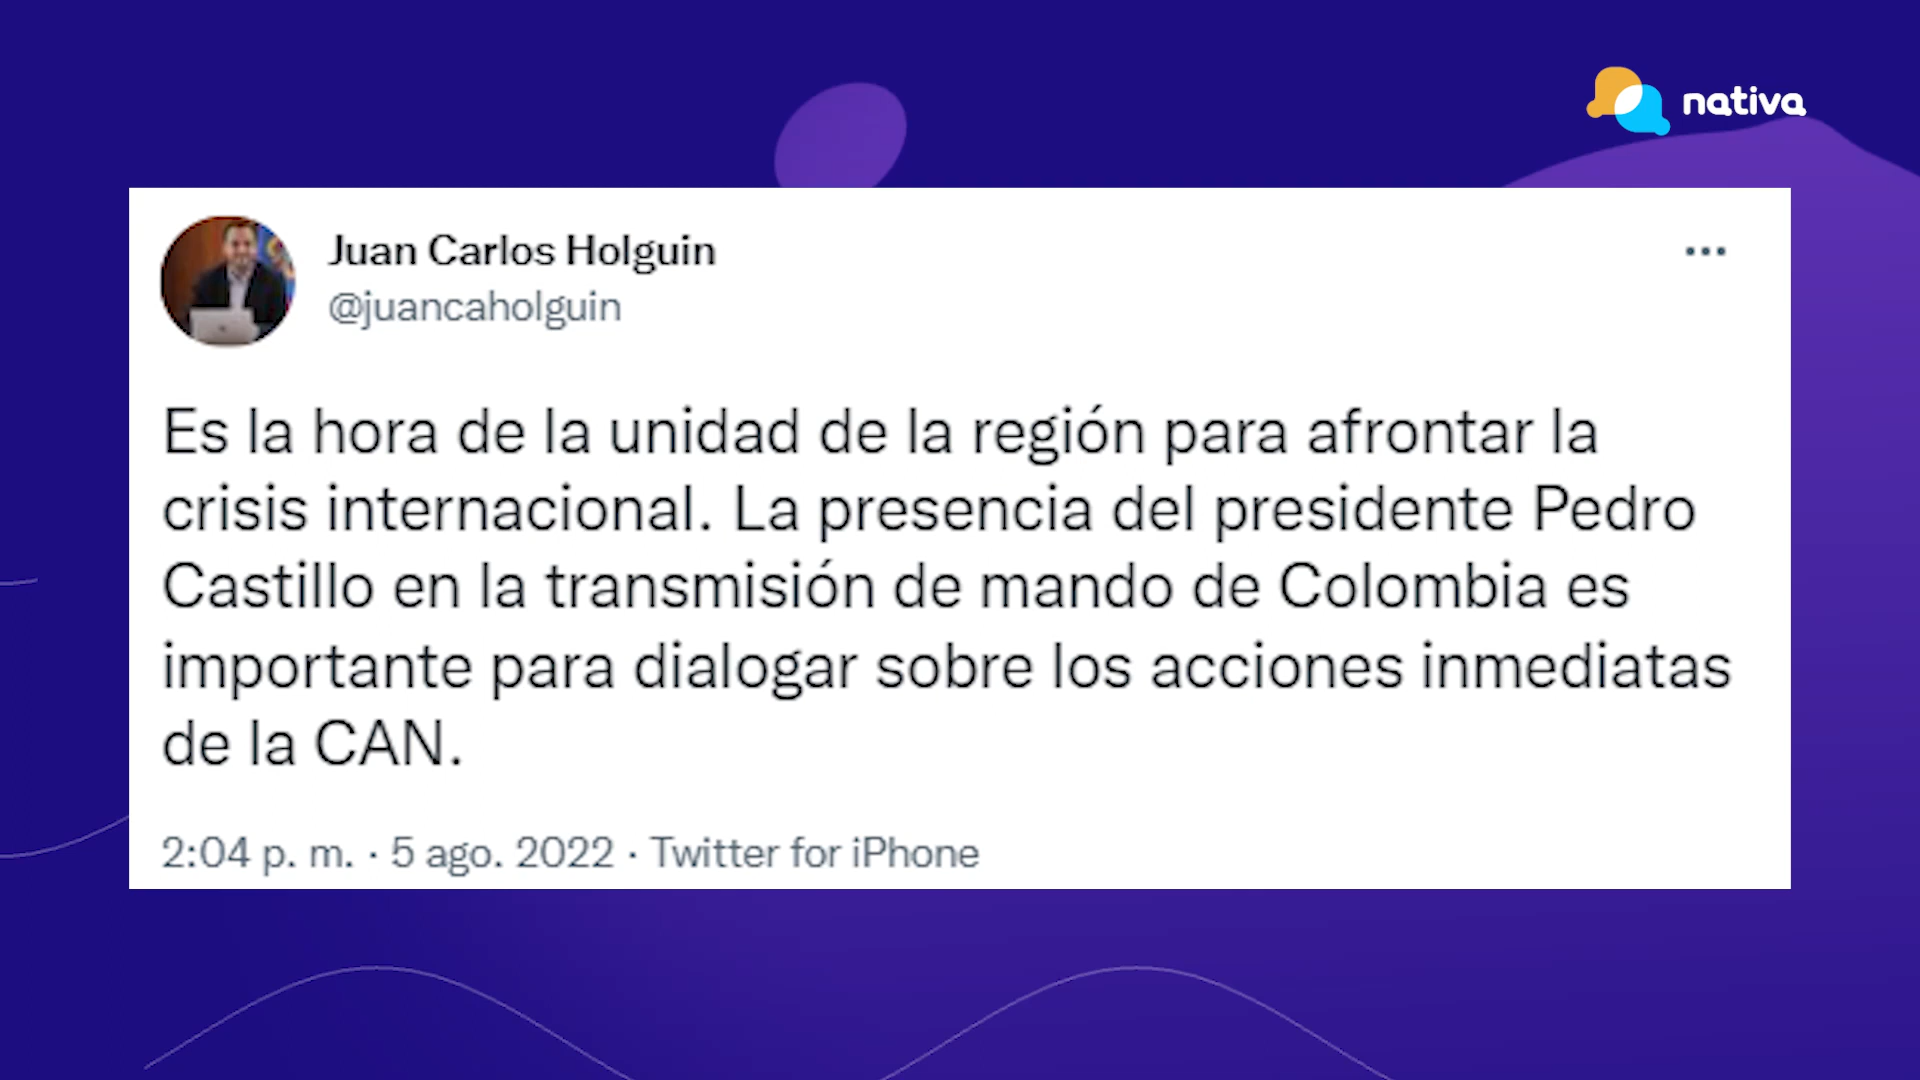 nativa
Juan Carlos Holguin
@juancaholguin
Es la hora de la unidad de la región para afrontar la
crisis internacional. La presencia del presidente Pedro
Castillo en la transmisión de mando de Colombia es
importante para dialogar sobre los acciones inmediatas
de la CAN.
2:04 p. m. · 5 ago. 2022 · Twitter for iPhone